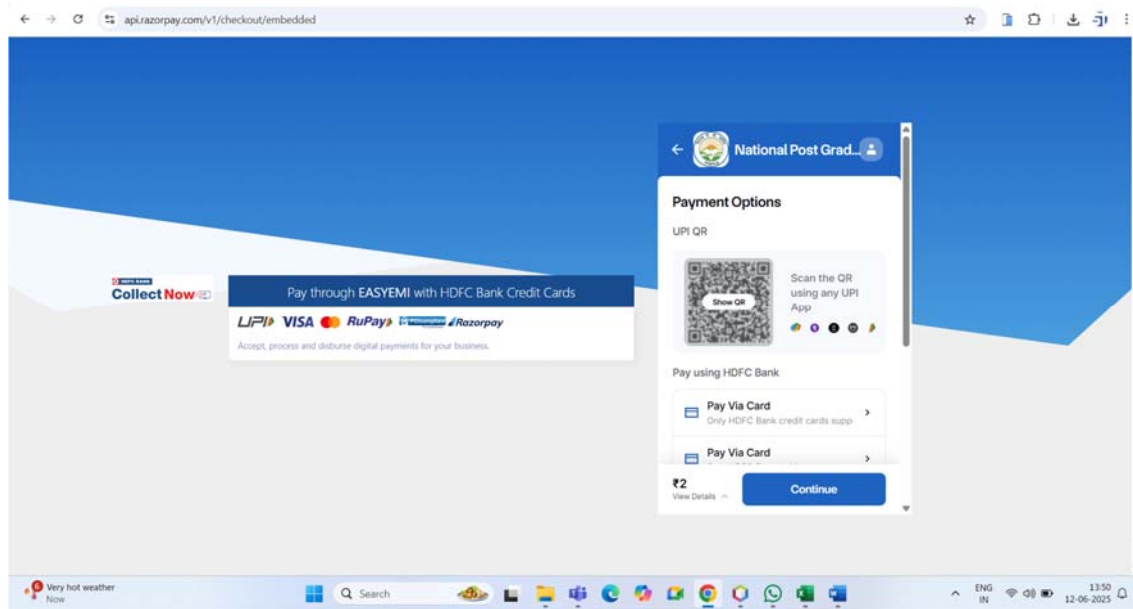 api.razorpay.com/v1/checkout/embedded
National Post Grad...
Payment Options
UPI QR
Show QR
Scan the QR
using any UPI
App
HDFC BANK
Collect Now
Pay through EASYEMI with HDFC Bank Credit Cards
UPI VISA RuPay Razorpay
Accept, process and disburse digital payments for your business.
Pay using HDFC Bank
Pay Via Card
Only HDFC Bank credit cards supp
Pay Via Card
₹2
View Details
Continue
6
Very hot weather
Now
Search
ENG
IN
13:50
12-06-2025